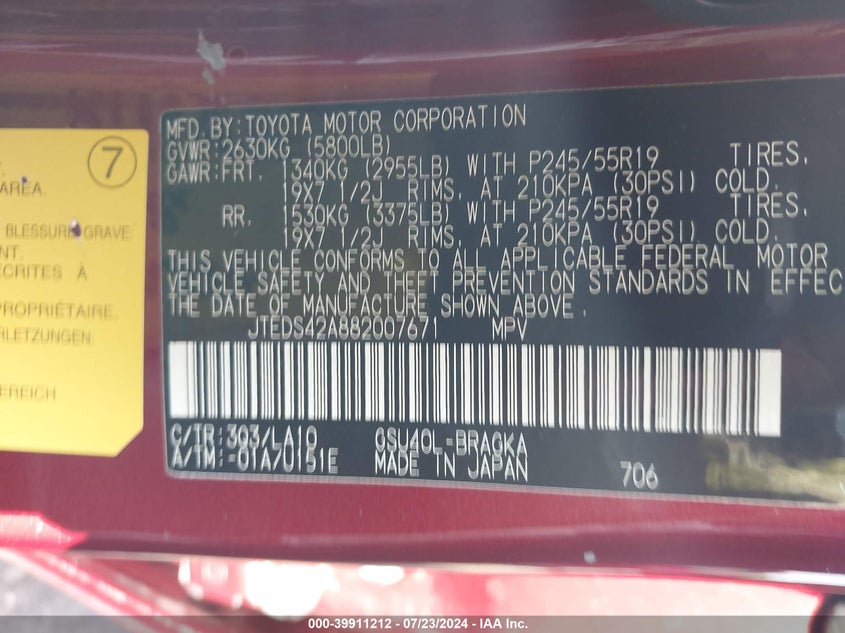 7
AREA.
BLESSURE GRAVE
ENT.
ÉCRITES À
PROPRIÉTAIRE,
ERLETZUNGEN:
BEREICH
MFD. BY: TOYOTA MOTOR CORPORATION
GVWR: 2630KG (5800LB)
GAWR: FRT. 1340KG (2955LB) WITH P245/55R19 TIRES,
19X7 1/2J RIMS, AT 210KPA (30PSI) COLD.
RR. 1530KG (3375LB) WITH P245/55R19 TIRES,
19X7 1/2J RIMS, AT 210KPA (30PSI) COLD.
THIS VEHICLE CONFORMS TO ALL APPLICABLE FEDERAL MOTOR
VEHICLE SAFETY AND THEFT PREVENTION STANDARDS IN EFFEC
THE DATE OF MANUFACTURE SHOWN ABOVE.
JTEDS42A882007671 MPV
C/TR: 3Q3/LA10 GSU40L-BRAGKA
A/TM: -01A/U151E MADE IN JAPAN 706
000-39911212 - 07/23/2024 - IAA Inc.